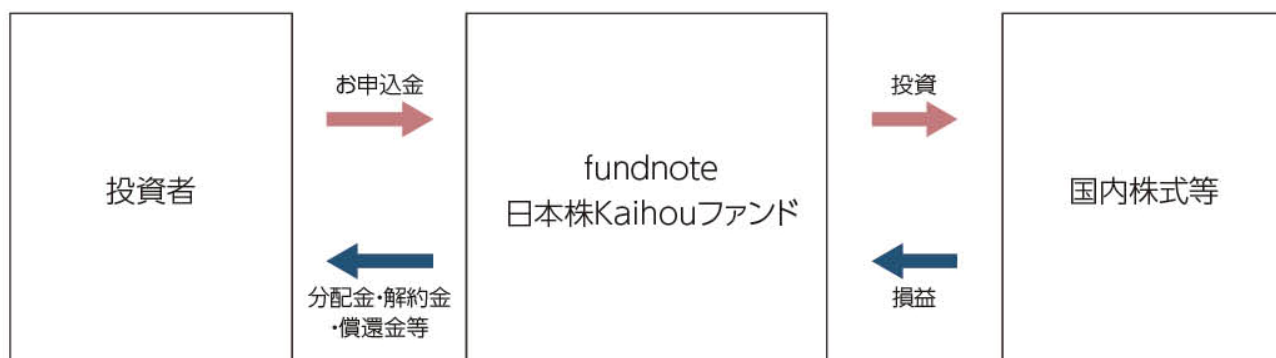 投資者
お申込金
分配金・解約金
・償還金等
fundnote
日本株Kaihouファンド
投資
損益
国内株式等